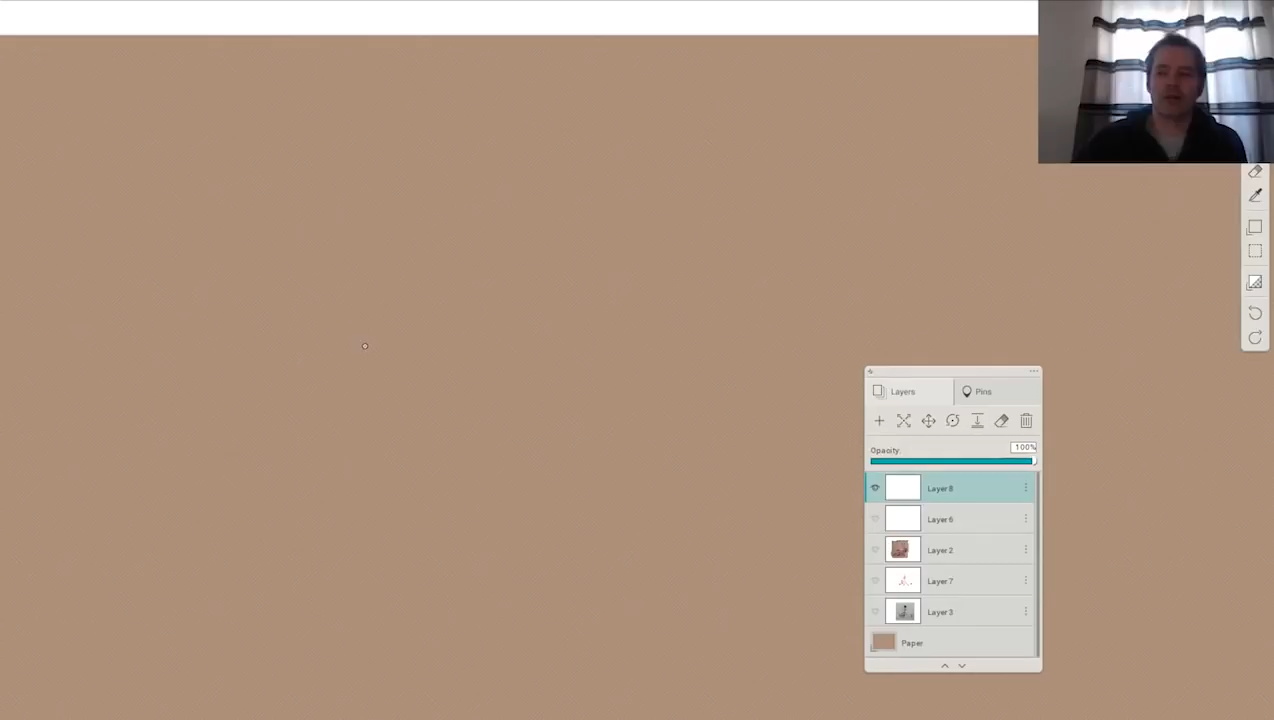 Layers
Pins
Opacity:
100%
Layer 8
Layer 6
Layer 2
Layer 7
Layer 3
Paper